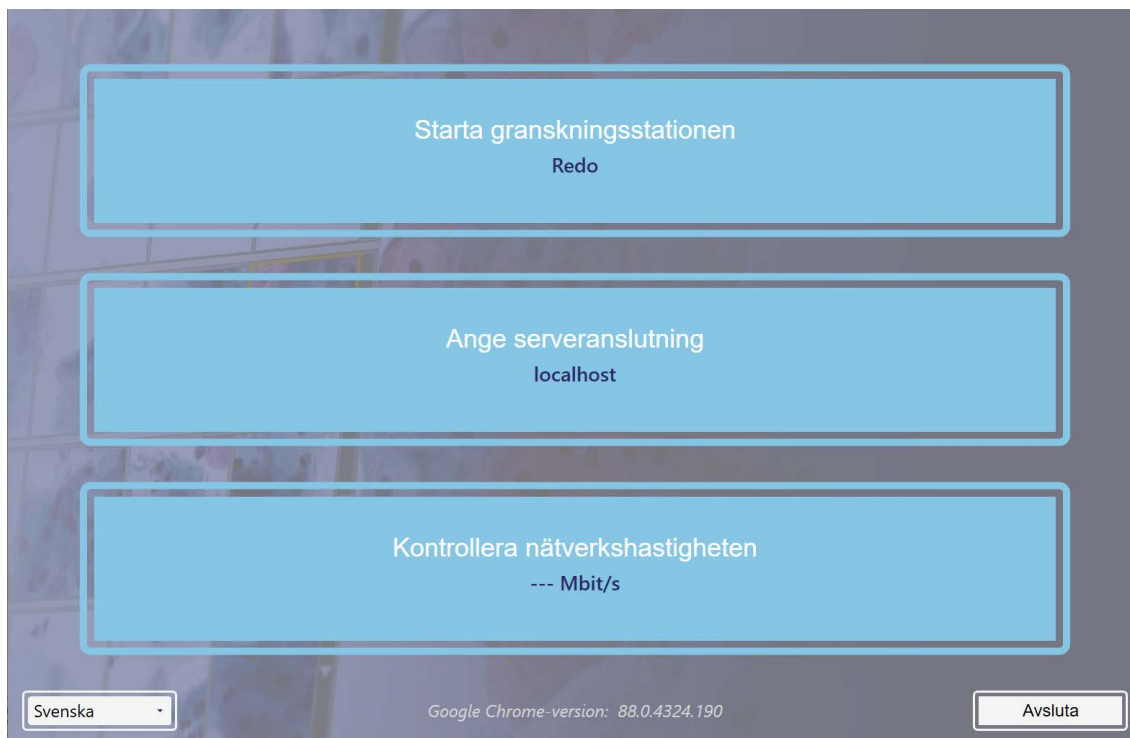 Starta granskningsstationen
Redo
Ange serveranslutning
localhost
Kontrollera nätverkshastigheten
--- Mbit/s
Svenska
Google Chrome-version: 88.0.4324.190
Avsluta